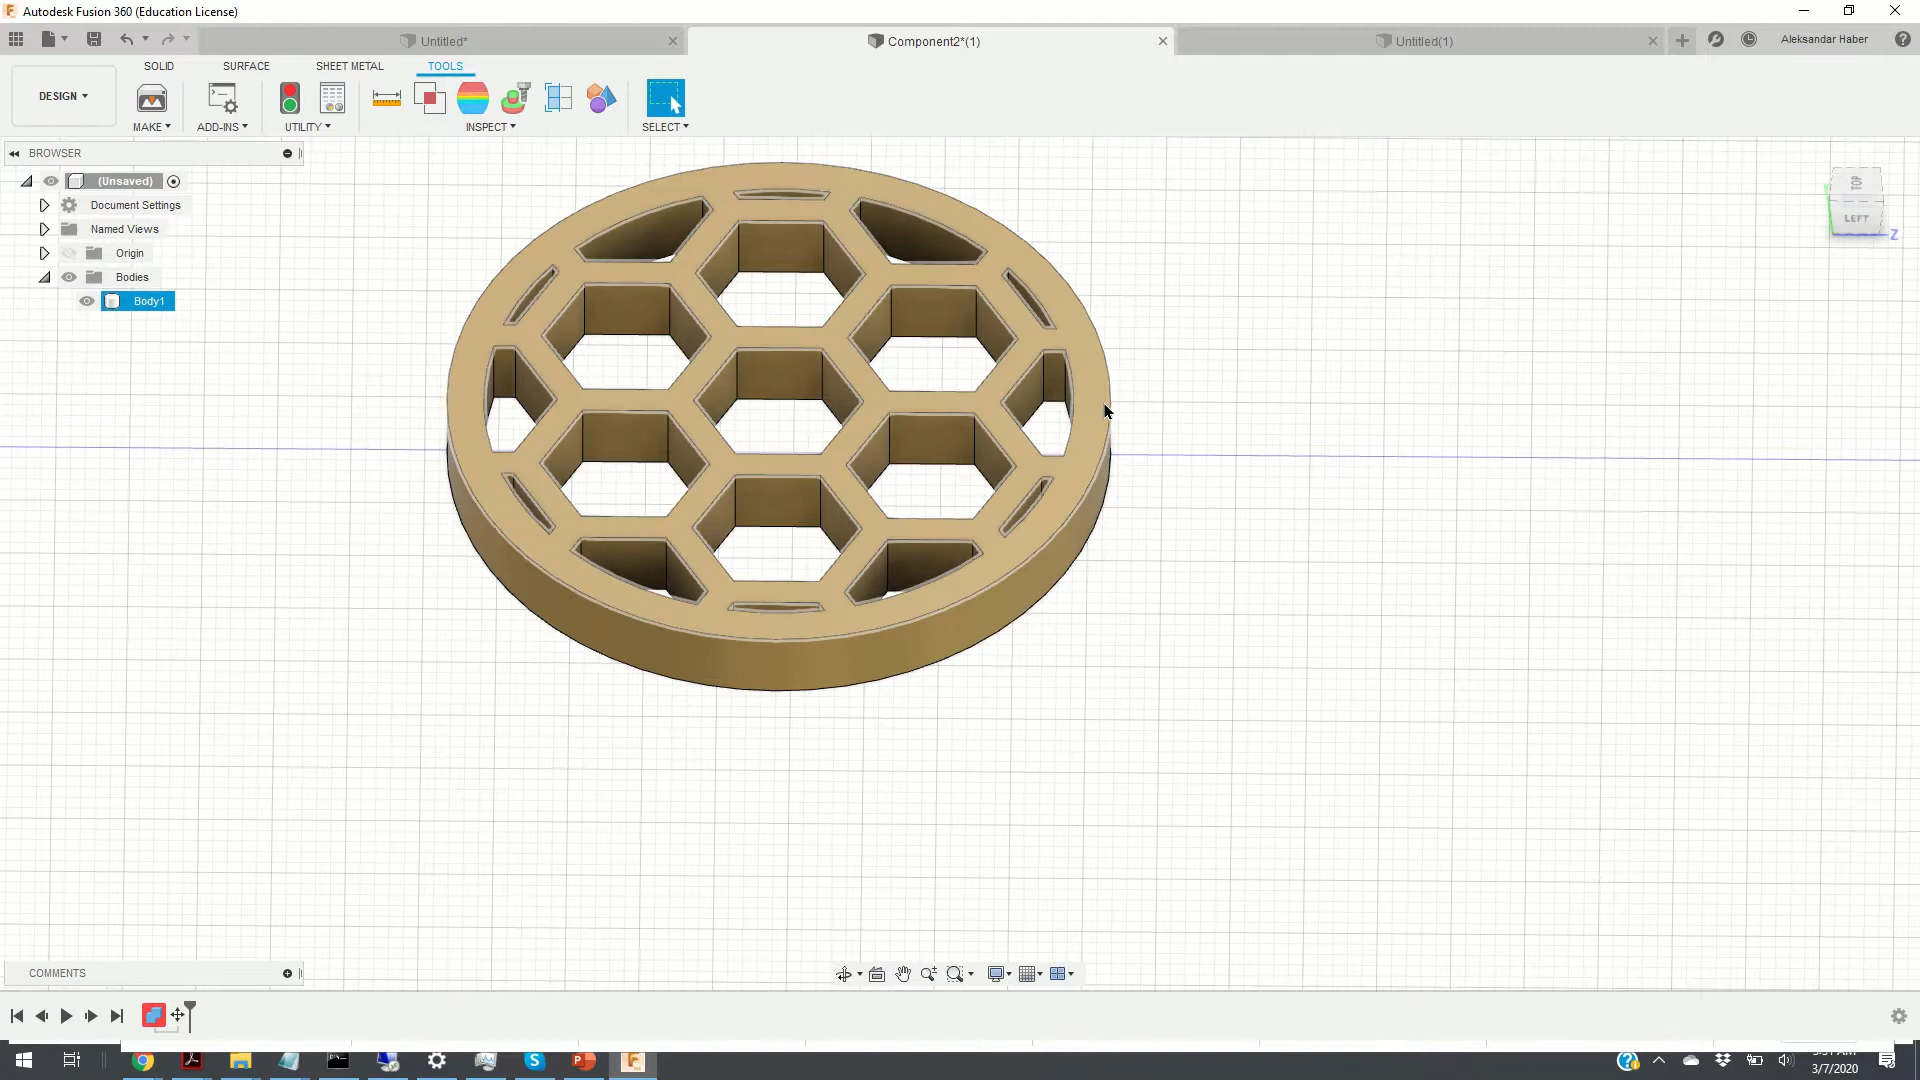 Autodesk Fusion 360 (Education License)
Untitled*
Component2*(1)
Untitled(1)
Aleksandar Haber
SOLID
SURFACE
SHEET METAL
TOOLS
DESIGN
MAKE
ADD-INS
UTILITY
INSPECT
SELECT
BROWSER
(Unsaved)
Document Settings
Named Views
Origin
Bodies
Body1
TOP
LEFT
Z
COMMENTS
3/7/2020